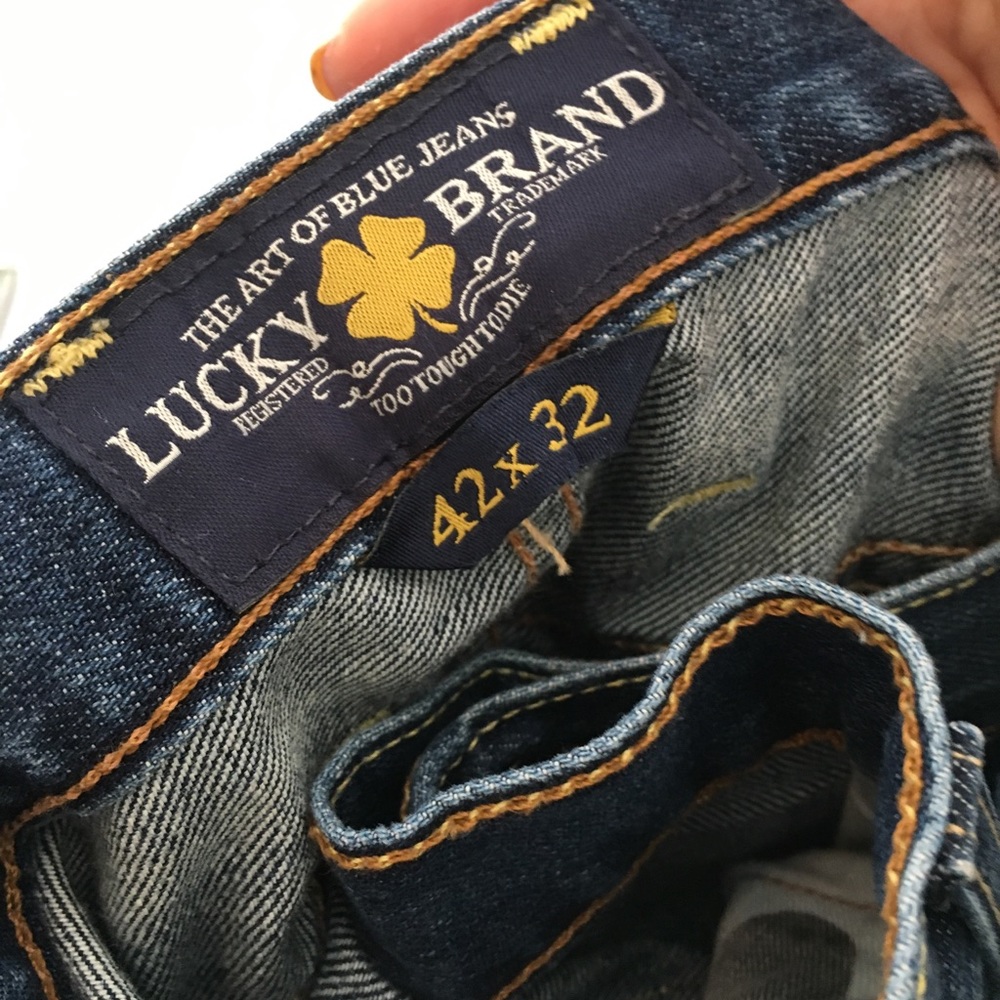 THE ART OF BLUE JEANS
LUCKY BRAND
REGISTERED TRADEMARK
TOO TOUGH TO DIE
42 x 32